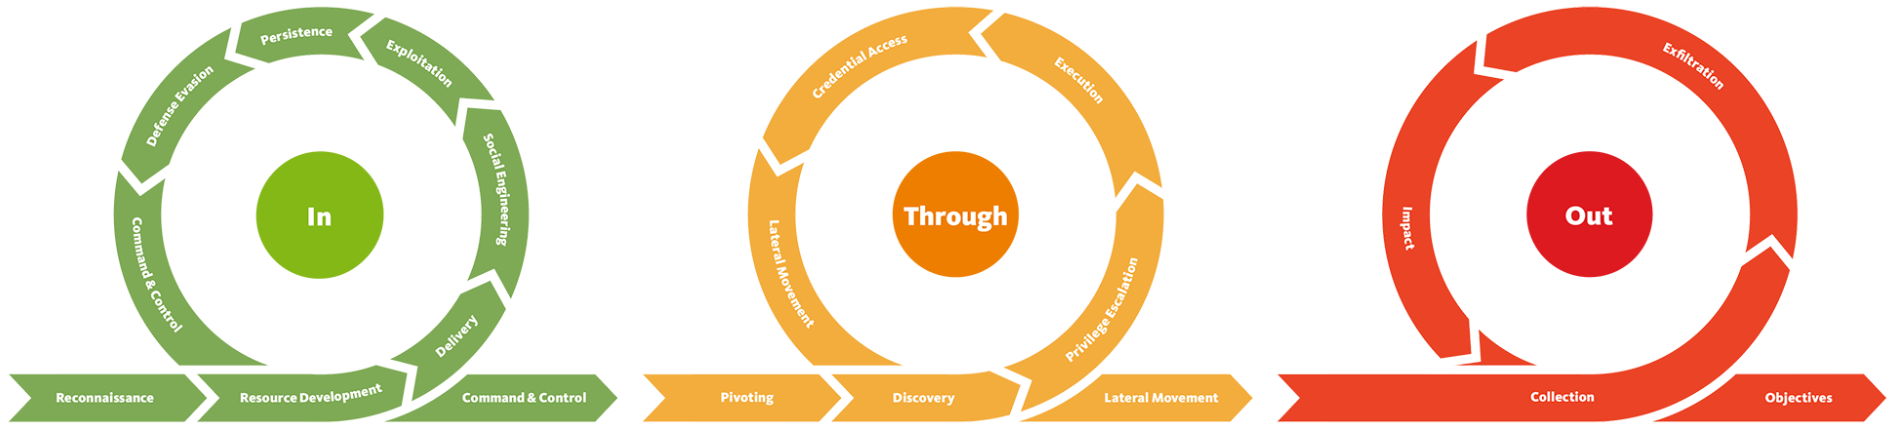 In
Reconnaissance
Resource Development
Delivery
Social Engineering
Exploitation
Persistence
Defense Evasion
Command & Control
Command & Control
Through
Pivoting
Discovery
Privilege Escalation
Execution
Credential Access
Lateral Movement
Lateral Movement
Out
Collection
Exfiltration
Impact
Objectives